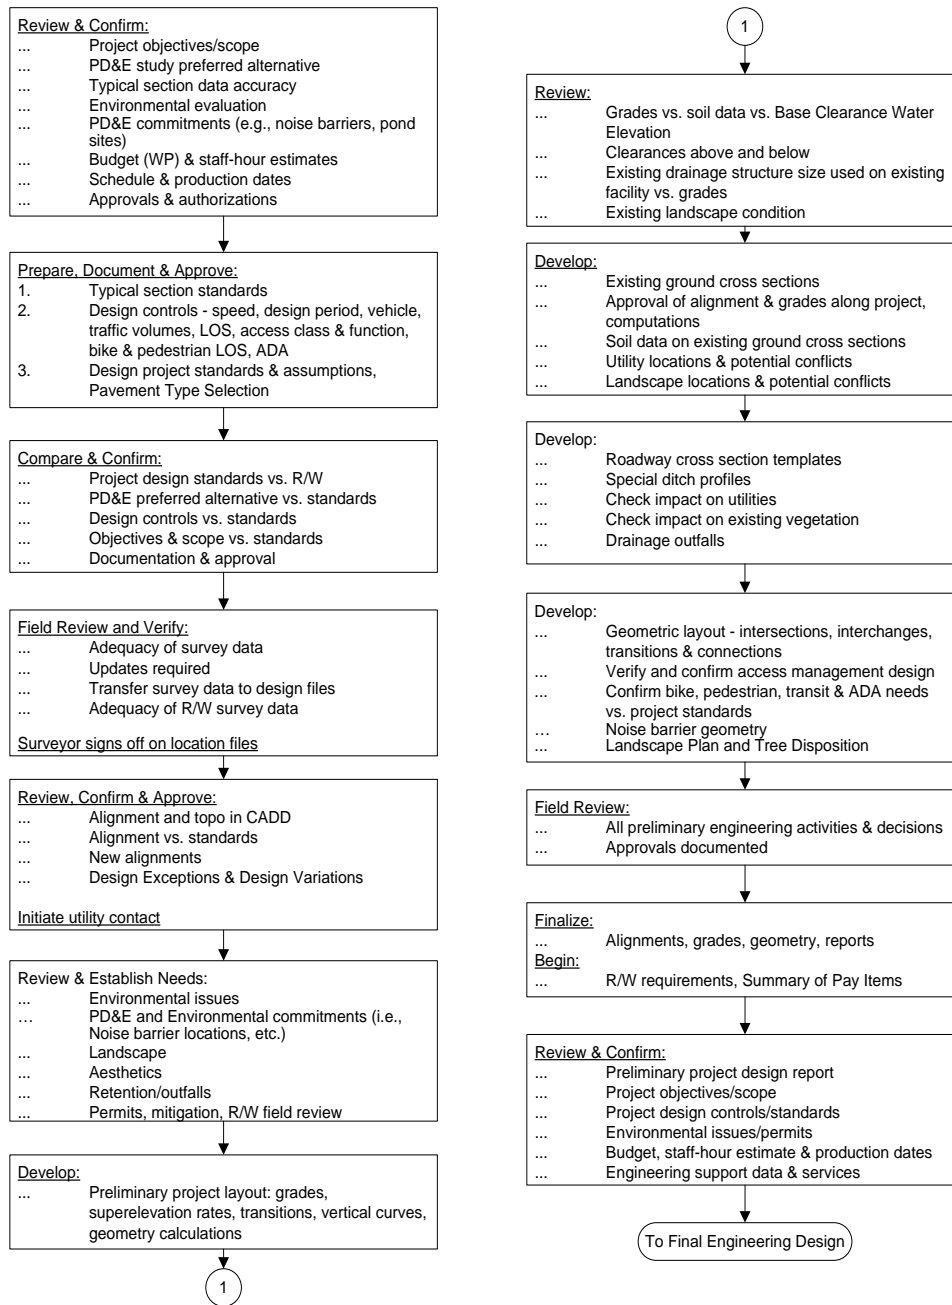 Review & Confirm:
... Project objectives/scope
... PD&E study preferred alternative
... Typical section data accuracy
... Environmental evaluation
... PD&E commitments (e.g., noise barriers, pond
sites)
... Budget (WP) & staff-hour estimates
... Schedule & production dates
... Approvals & authorizations
Prepare, Document & Approve:
1. Typical section standards
2. Design controls - speed, design period, vehicle,
traffic volumes, LOS, access class & function,
bike & pedestrian LOS, ADA
3. Design project standards & assumptions,
Pavement Type Selection
Compare & Confirm:
... Project design standards vs. R/W
... PD&E preferred alternative vs. standards
... Design controls vs. standards
... Objectives & scope vs. standards
... Documentation & approval
Field Review and Verify:
... Adequacy of survey data
... Updates required
... Transfer survey data to design files
... Adequacy of R/W survey data
Surveyor signs off on location files
Review, Confirm & Approve:
... Alignment and topo in CADD
... Alignment vs. standards
... New alignments
... Design Exceptions & Design Variations
Initiate utility contact
Review & Establish Needs:
... Environmental issues
... PD&E and Environmental commitments (i.e.,
Noise barrier locations, etc.)
... Landscape
... Aesthetics
... Retention/outfalls
... Permits, mitigation, R/W field review
Develop:
... Preliminary project layout: grades,
superelevation rates, transitions, vertical curves,
geometry calculations
1
1
Review:
... Grades vs. soil data vs. Base Clearance Water
Elevation
... Clearances above and below
... Existing drainage structure size used on existing
facility vs. grades
... Existing landscape condition
Develop:
... Existing ground cross sections
... Approval of alignment & grades along project,
computations
... Soil data on existing ground cross sections
... Utility locations & potential conflicts
... Landscape locations & potential conflicts
Develop:
... Roadway cross section templates
... Special ditch profiles
... Check impact on utilities
... Check impact on existing vegetation
... Drainage outfalls
Develop:
... Geometric layout - intersections, interchanges,
transitions & connections
... Verify and confirm access management design
... Confirm bike, pedestrian, transit & ADA needs
vs. project standards
... Noise barrier geometry
... Landscape Plan and Tree Disposition
Field Review:
... All preliminary engineering activities & decisions
... Approvals documented
Finalize:
... Alignments, grades, geometry, reports
Begin:
... R/W requirements, Summary of Pay Items
Review & Confirm:
... Preliminary project design report
... Project objectives/scope
... Project design controls/standards
... Environmental issues/permits
... Budget, staff-hour estimate & production dates
... Engineering support data & services
To Final Engineering Design